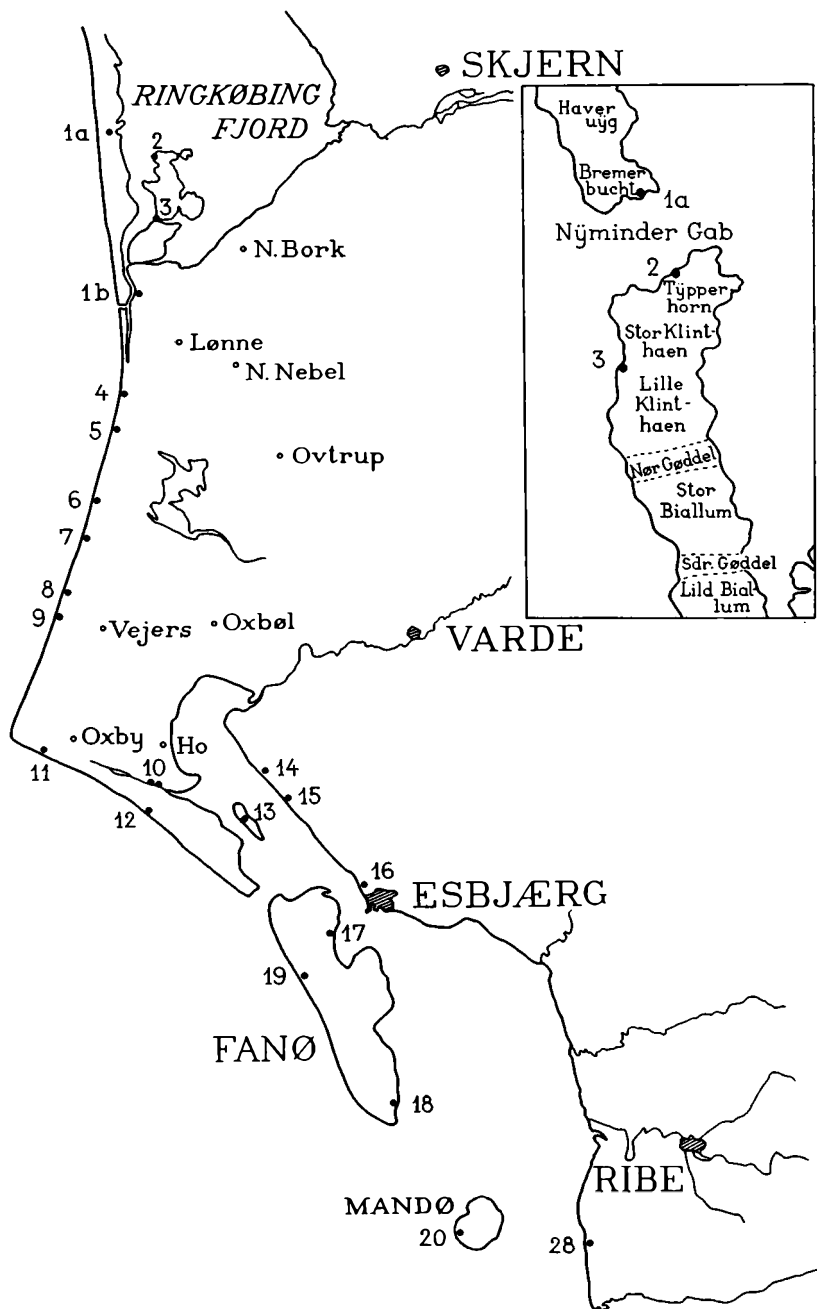 SKJERN
RINGKØBING
FJORD
1a
2
3
N. Bork
1b
Lønne
N. Nebel
4
5
Ovtrup
6
7
8
9
Vejers
Oxbøl
VARDE
Oxby
Ho
11
10
12
13
14
15
16
ESBJÆRG
17
19
FANØ
18
RIBE
MANDØ
20
28
Haver
uÿg
Bremer
bucht
1a
Nÿminder Gab
2
Tÿpper
horn
Stor Klint-
haen
3
Lille
Klint-
haen
Nør Gøddel
Stor
Biallum
Sdr. Gøddel
Lild Bial-
lum